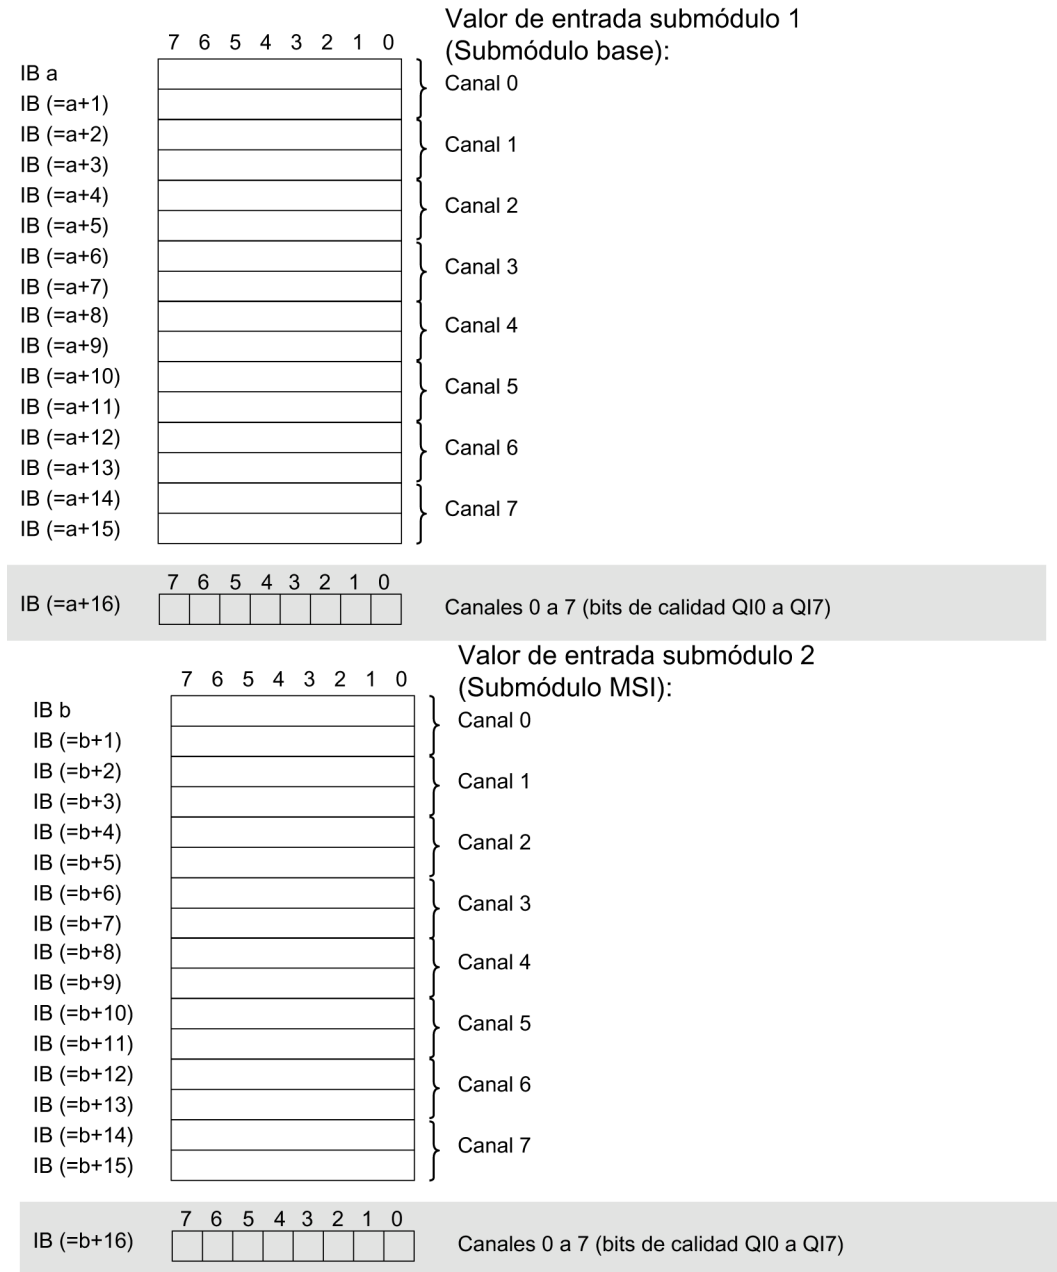 Valor de entrada submódulo 1
(Submódulo base):
7 6 5 4 3 2 1 0
IB a
Canal 0
IB (=a+1)
IB (=a+2)
Canal 1
IB (=a+3)
IB (=a+4)
Canal 2
IB (=a+5)
IB (=a+6)
Canal 3
IB (=a+7)
IB (=a+8)
Canal 4
IB (=a+9)
IB (=a+10)
Canal 5
IB (=a+11)
IB (=a+12)
Canal 6
IB (=a+13)
IB (=a+14)
Canal 7
IB (=a+15)
7 6 5 4 3 2 1 0
IB (=a+16) Canales 0 a 7 (bits de calidad QI0 a QI7)
Valor de entrada submódulo 2
(Submódulo MSI):
7 6 5 4 3 2 1 0
IB b
Canal 0
IB (=b+1)
IB (=b+2)
Canal 1
IB (=b+3)
IB (=b+4)
Canal 2
IB (=b+5)
IB (=b+6)
Canal 3
IB (=b+7)
IB (=b+8)
Canal 4
IB (=b+9)
IB (=b+10)
Canal 5
IB (=b+11)
IB (=b+12)
Canal 6
IB (=b+13)
IB (=b+14)
Canal 7
IB (=b+15)
7 6 5 4 3 2 1 0
IB (=b+16) Canales 0 a 7 (bits de calidad QI0 a QI7)